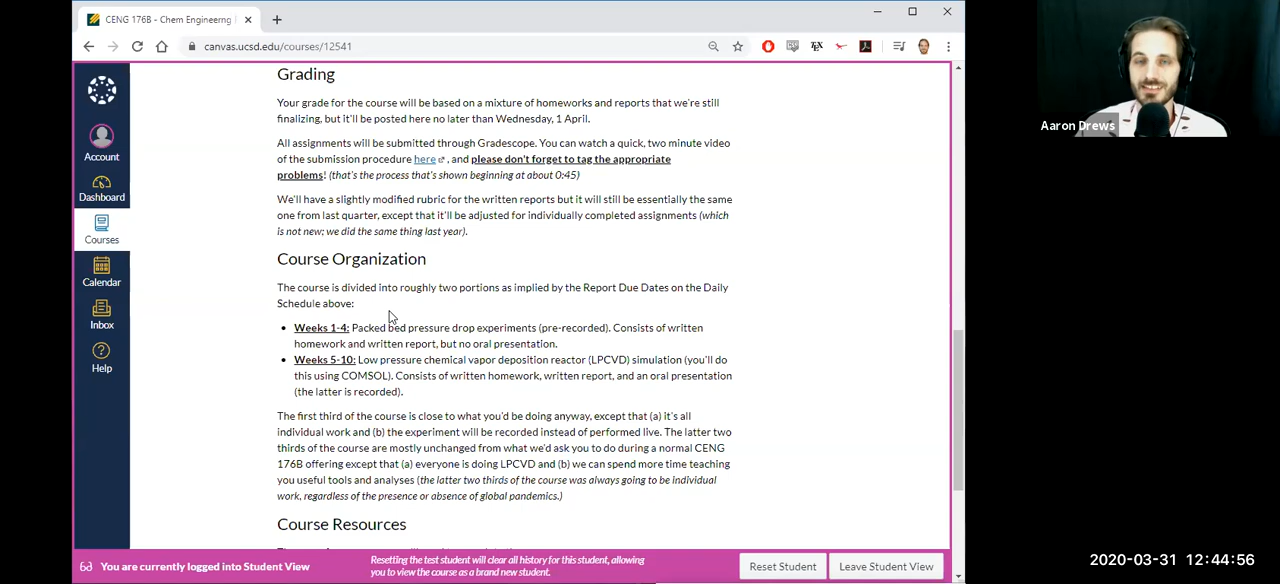 CENG 176B - Chem Engineerng
canvas.ucsd.edu/courses/12541
Aaron Drews
Account
Dashboard
Courses
Calendar
Inbox
Help
Grading
Your grade for the course will be based on a mixture of homeworks and reports that we're still
finalizing, but it'll be posted here no later than Wednesday, 1 April.
All assignments will be submitted through Gradescope. You can watch a quick, two minute video
of the submission procedure here, and please don't forget to tag the appropriate
problems! (that's the process that's shown beginning at about 0:45)
We'll have a slightly modified rubric for the written reports but it will still be essentially the same
one from last quarter, except that it'll be adjusted for individually completed assignments (which
is not new; we did the same thing last year).
Course Organization
The course is divided into roughly two portions as implied by the Report Due Dates on the Daily
Schedule above:
• Weeks 1-4: Packed bed pressure drop experiments (pre-recorded). Consists of written
homework and written report, but no oral presentation.
• Weeks 5-10: Low pressure chemical vapor deposition reactor (LPCVD) simulation (you'll do
this using COMSOL). Consists of written homework, written report, and an oral presentation
(the latter is recorded).
The first third of the course is close to what you'd be doing anyway, except that (a) it's all
individual work and (b) the experiment will be recorded instead of performed live. The latter two
thirds of the course are mostly unchanged from what we'd ask you to do during a normal CENG
176B offering except that (a) everyone is doing LPCVD and (b) we can spend more time teaching
you useful tools and analyses (the latter two thirds of the course was always going to be individual
work, regardless of the presence or absence of global pandemics.)
Course Resources
You are currently logged into Student View
Resetting the test student will clear all history for this student, allowing
you to view the course as a brand new student.
Reset Student
Leave Student View
2020-03-31 12:44:56